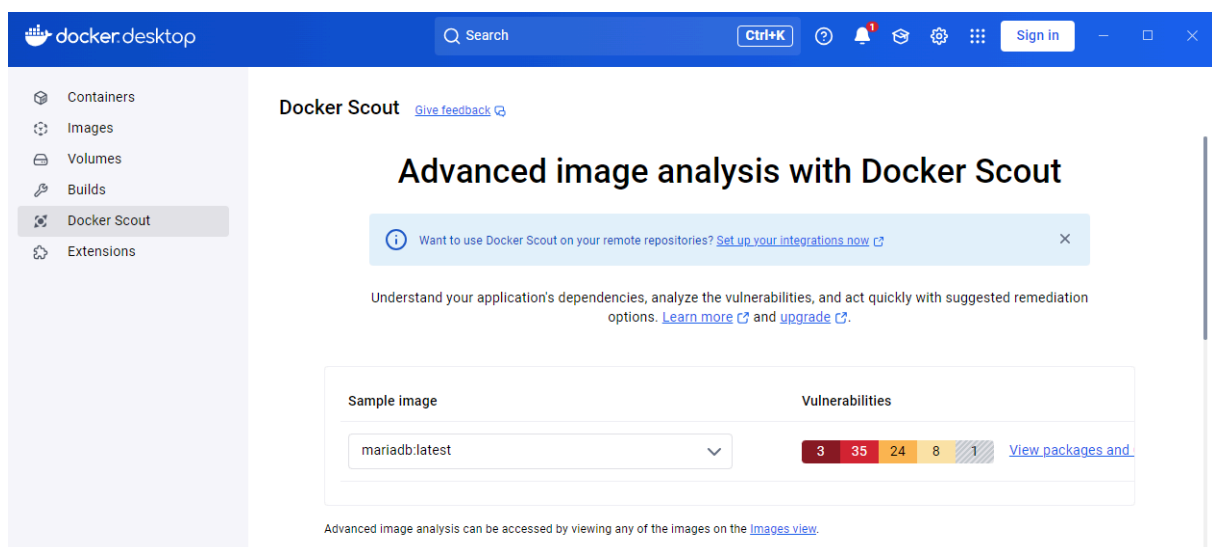 docker.desktop
Search
Ctrl+K
1
Sign in
Containers
Images
Volumes
Builds
Docker Scout
Extensions
Docker Scout Give feedback
Advanced image analysis with Docker Scout
Want to use Docker Scout on your remote repositories? Set up your integrations now
Understand your application's dependencies, analyze the vulnerabilities, and act quickly with suggested remediation
options. Learn more and upgrade.
Sample image
Vulnerabilities
mariadb:latest
3 35 24 8 1
View packages and
Advanced image analysis can be accessed by viewing any of the images on the Images view.